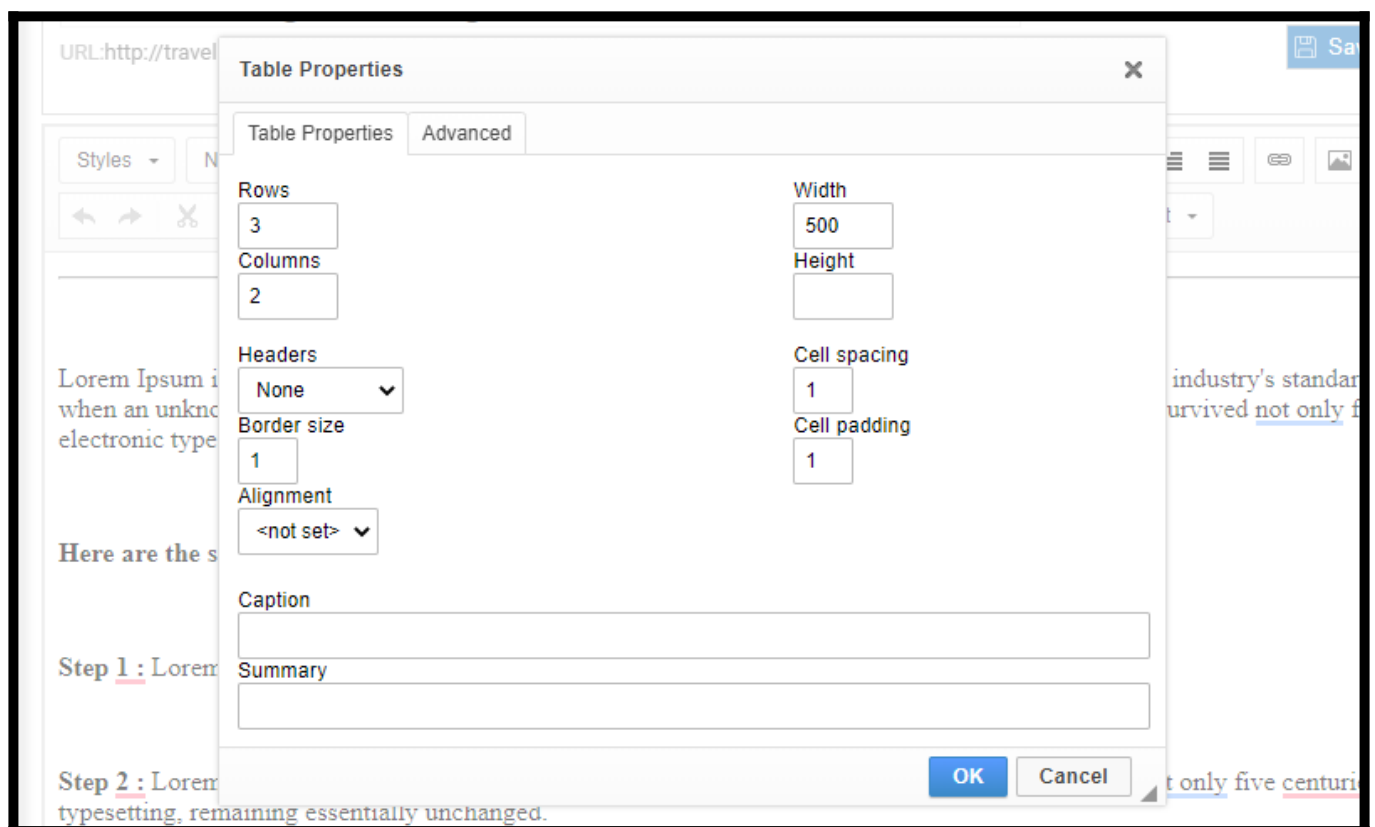 URL:http://travel
Sav
Table Properties
Table Properties Advanced
Styles N
Rows Width
3 500
t
Columns Height
2
Headers Cell spacing
None 1
Lorem Ipsum i industry's standar
when an unkno urvived not only f
Border size Cell padding
electronic type
1 1
Alignment
<not set>
Here are the s
Caption
Step 1 : Lorem
Summary
OK Cancel
Step 2 : Lorem t only five centurie
typesetting, remaining essentially unchanged.